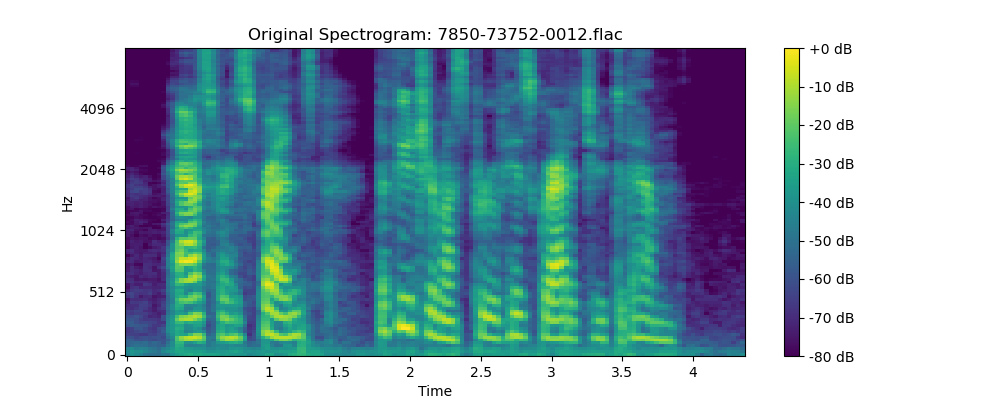 Original Spectrogram: 7850-73752-0012.flac
+0 dB
4096
-10 dB
-20 dB
2048
-30 dB
Hz
-40 dB
1024
-50 dB
512
-60 dB
-70 dB
0
-80 dB
0 0.5 1 1.5 2 2.5 3 3.5 4
Time